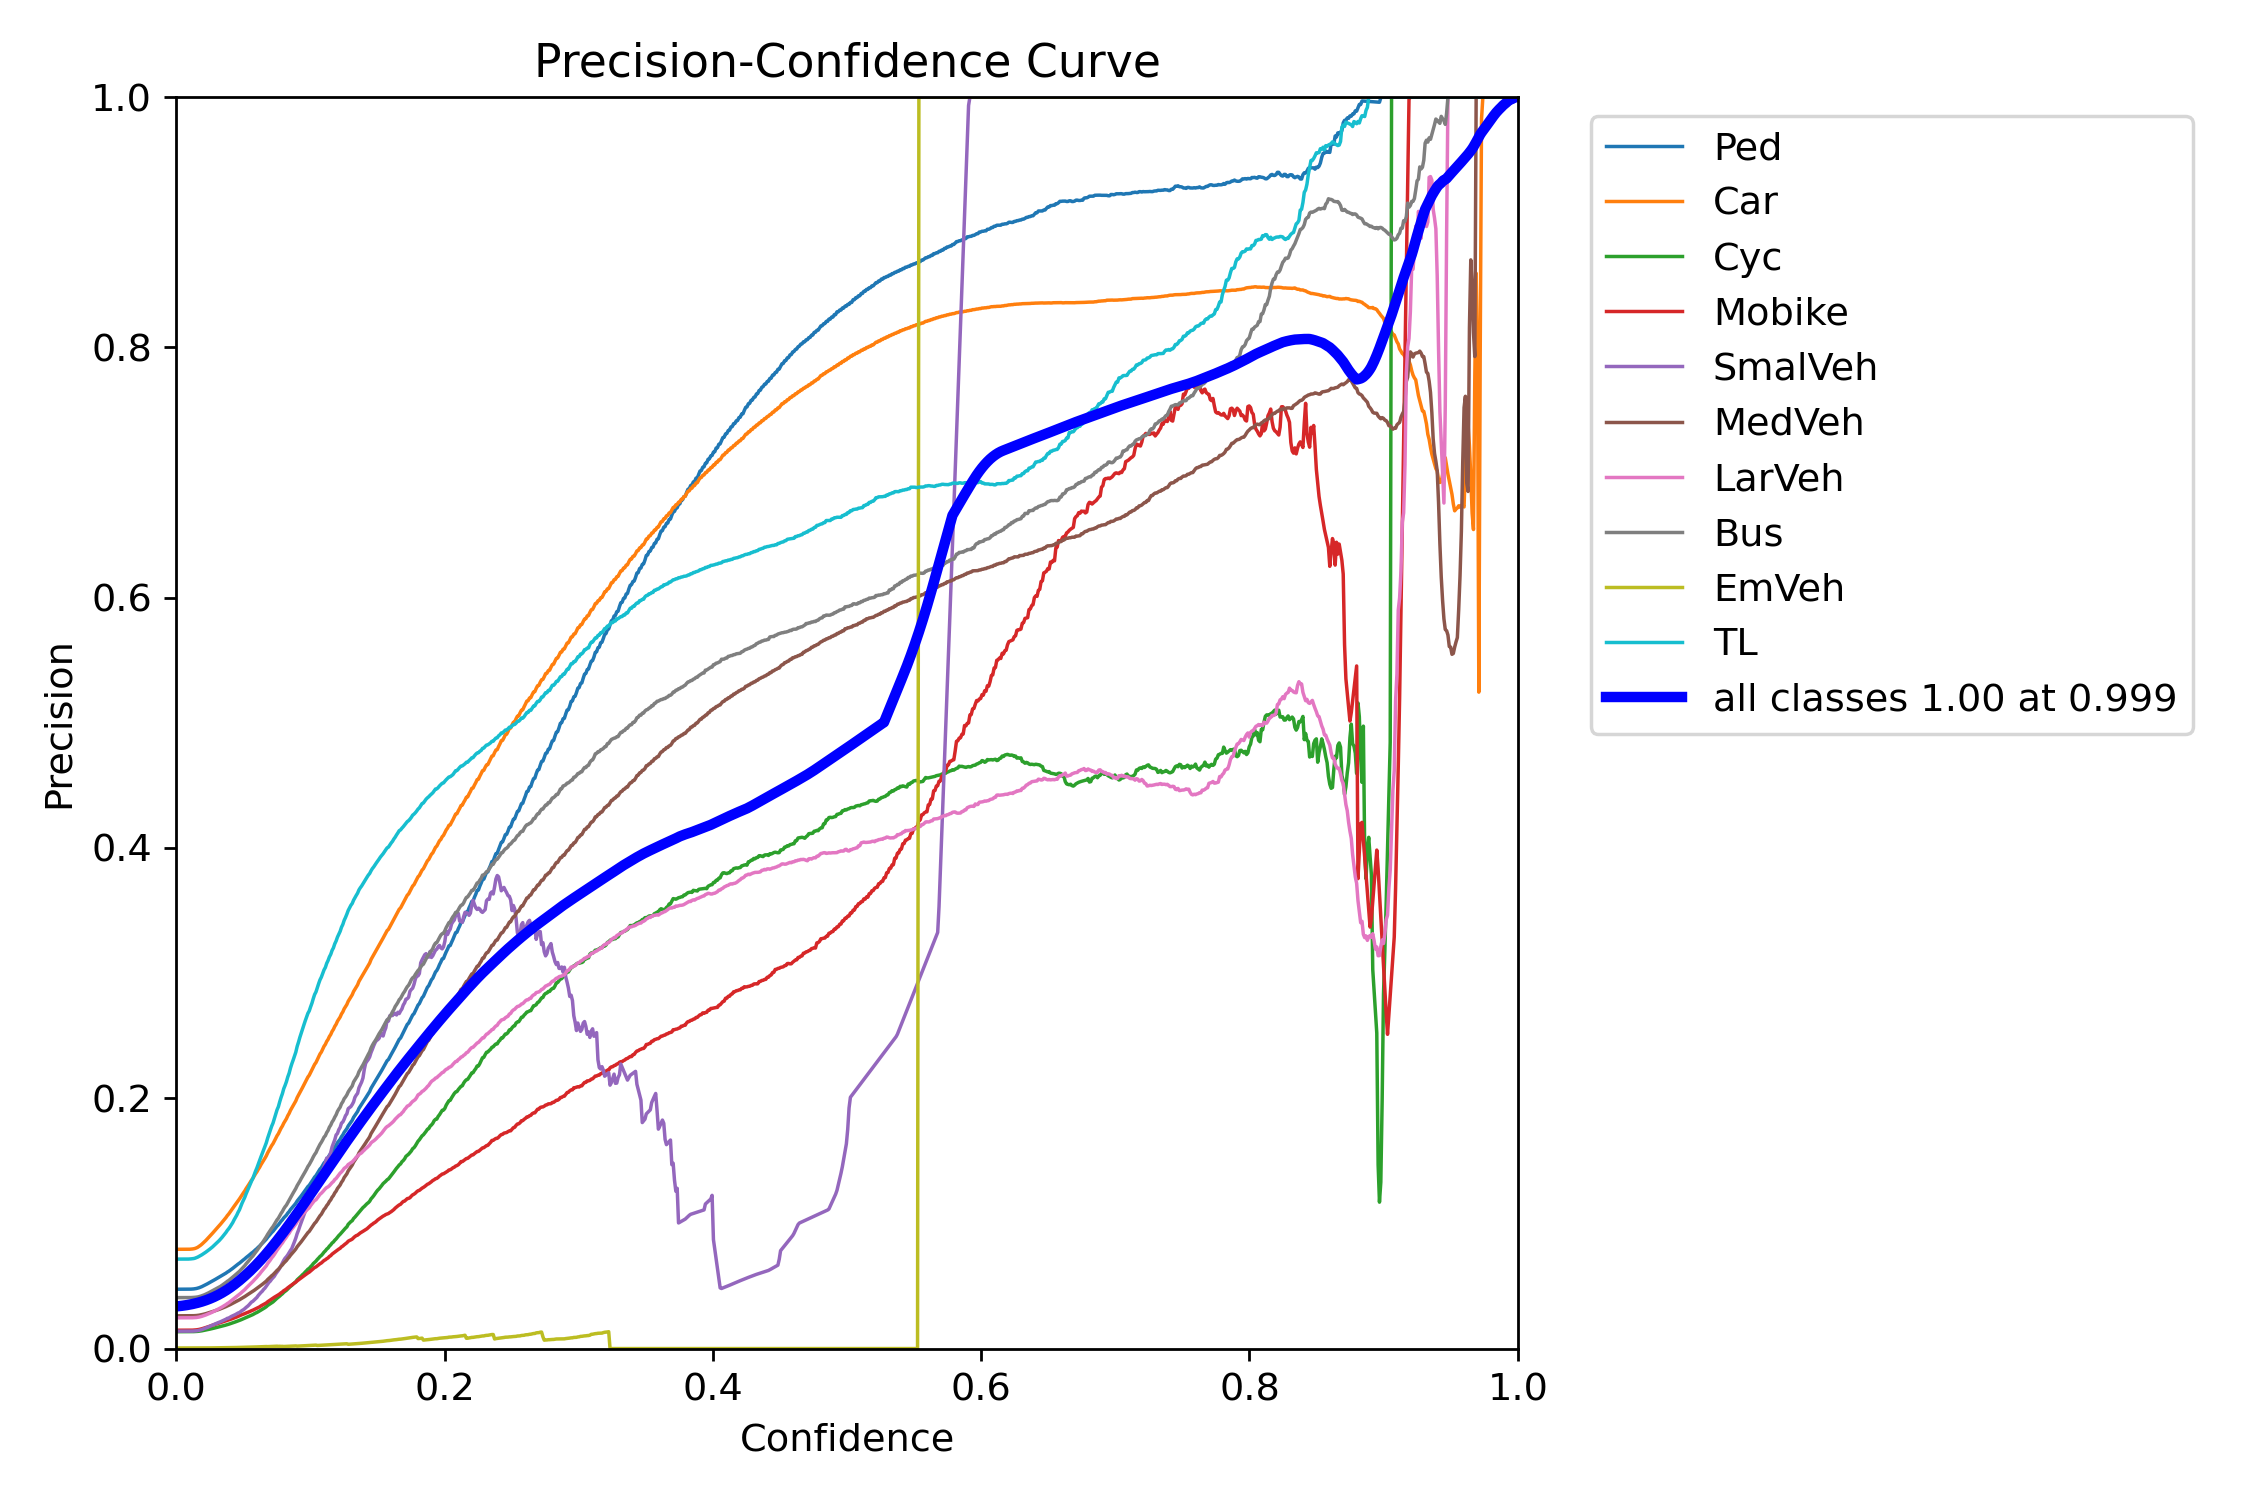 Precision-Confidence Curve
1.0
0.8
0.6
0.4
0.2
0.0
Precision
0.0 0.2 0.4 0.6 0.8 1.0
Confidence
Ped
Car
Cyc
Mobike
SmalVeh
MedVeh
LarVeh
Bus
EmVeh
TL
all classes 1.00 at 0.999